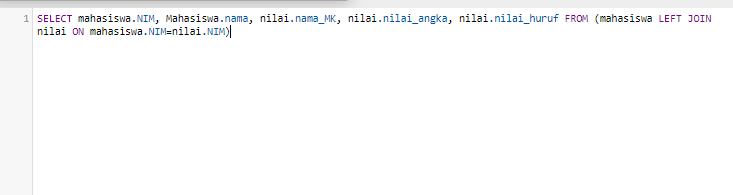 1 SELECT mahasiswa.NIM, Mahasiswa.nama, nilai.nama_MK, nilai.nilai_angka, nilai.nilai_huruf FROM (mahasiswa LEFT JOIN
nilai ON mahasiswa.NIM=nilai.NIM)